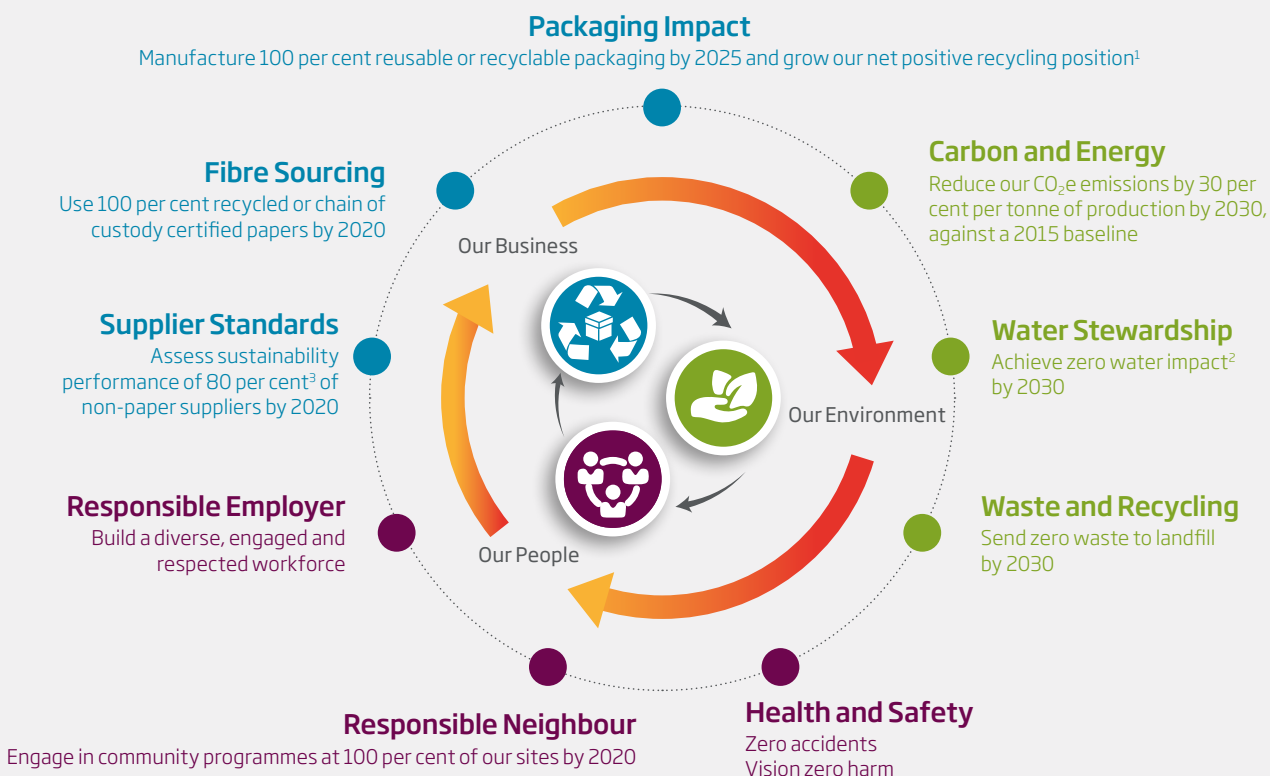 Packaging Impact
Manufacture 100 per cent reusable or recyclable packaging by 2025 and grow our net positive recycling position¹
Fibre Sourcing
Use 100 per cent recycled or chain of
custody certified papers by 2020
Carbon and Energy
Reduce our CO₂e emissions by 30 per
cent per tonne of production by 2030,
against a 2015 baseline
Our Business
Supplier Standards
Assess sustainability
performance of 80 per cent³ of
non-paper suppliers by 2020
Water Stewardship
Achieve zero water impact²
by 2030
Our Environment
Responsible Employer
Build a diverse, engaged and
respected workforce
Waste and Recycling
Send zero waste to landfill
by 2030
Our People
Responsible Neighbour
Engage in community programmes at 100 per cent of our sites by 2020
Health and Safety
Zero accidents
Vision zero harm